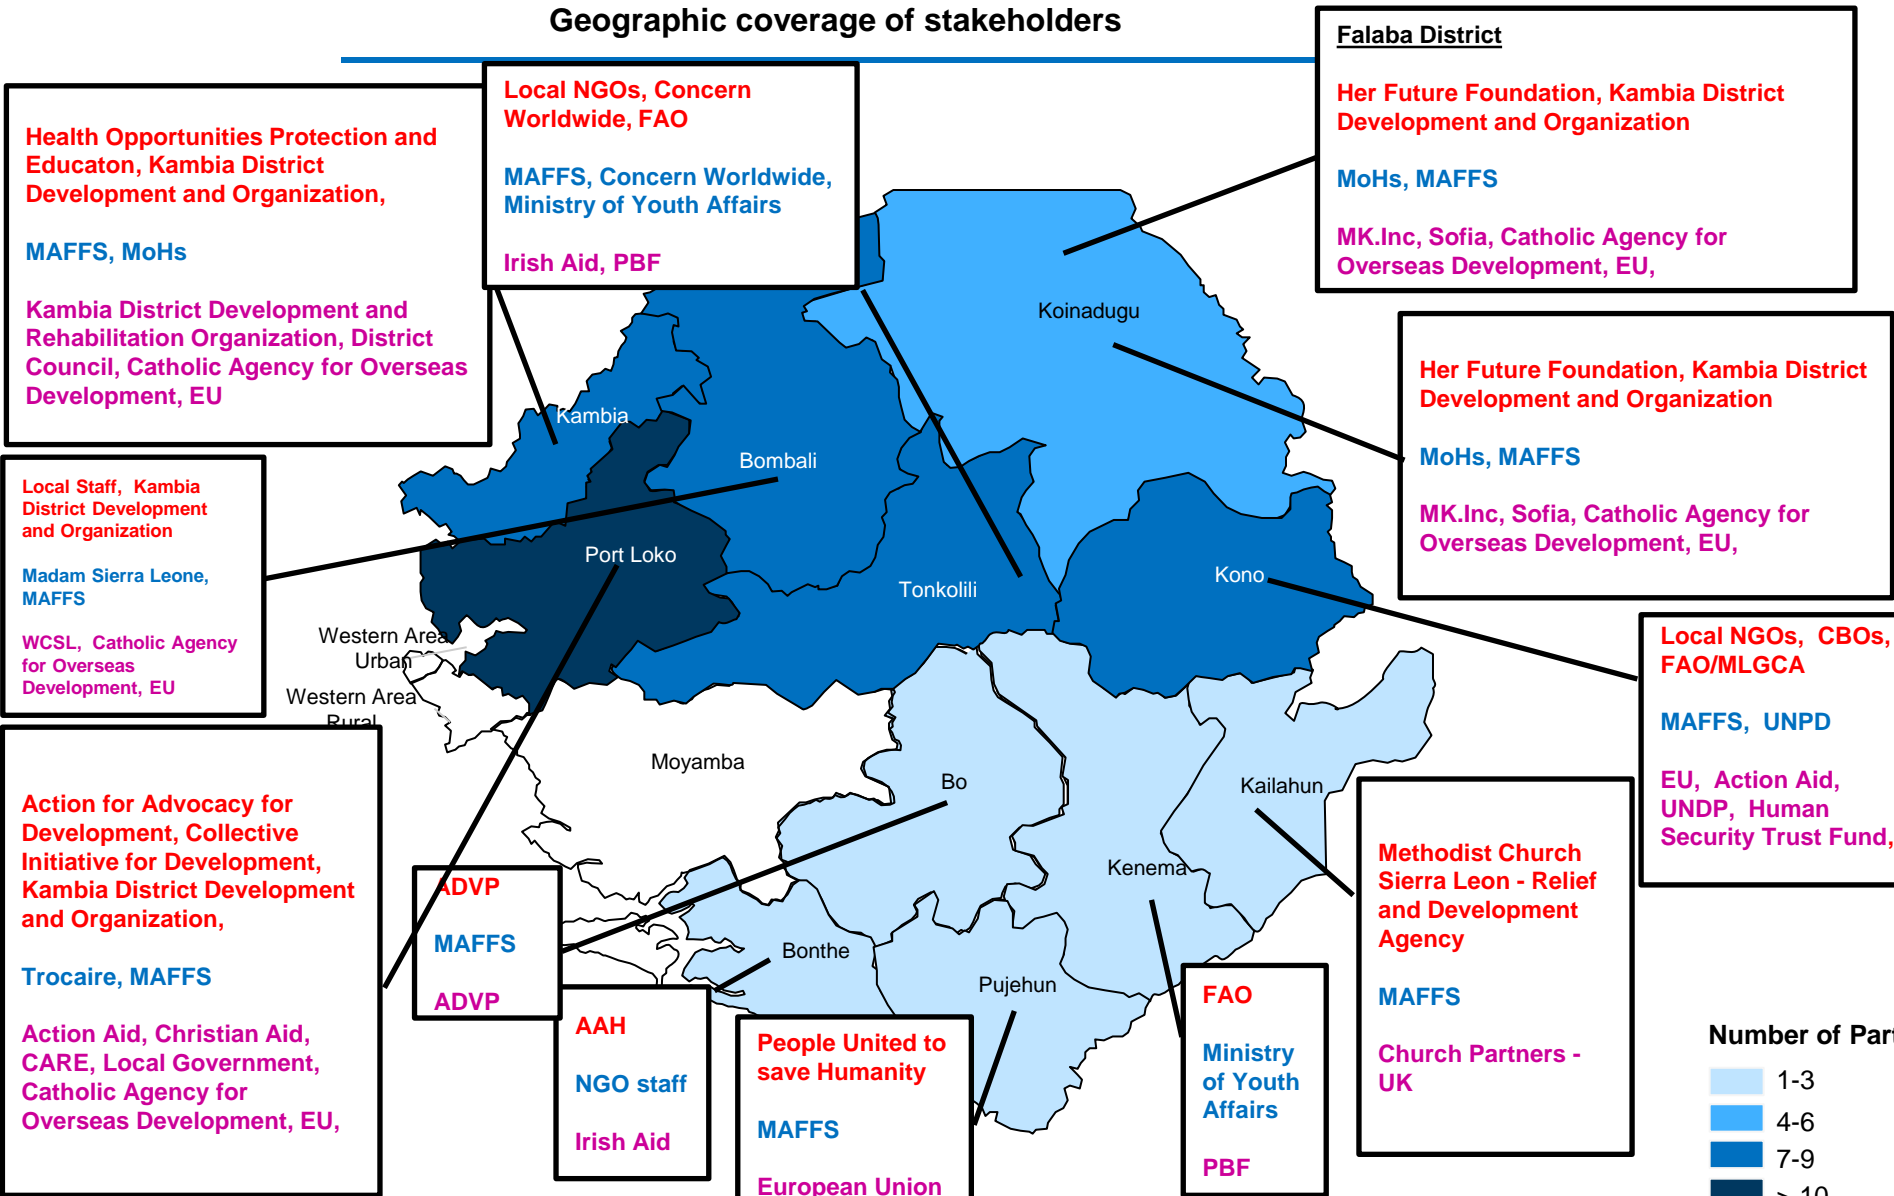 Geographic coverage of stakeholders
Falaba District
Her Future Foundation, Kambia District
Development and Organization
MoHs, MAFFS
MK.Inc, Sofia, Catholic Agency for
Overseas Development, EU,
Local NGOs, Concern
Worldwide, FAO
MAFFS, Concern Worldwide,
Ministry of Youth Affairs
Irish Aid, PBF
Health Opportunities Protection and
Educaton, Kambia District
Development and Organization,
MAFFS, MoHs
Kambia District Development and
Rehabilitation Organization, District
Council, Catholic Agency for Overseas
Development, EU
Her Future Foundation, Kambia District
Development and Organization
MoHs, MAFFS
MK.Inc, Sofia, Catholic Agency for
Overseas Development, EU,
Local Staff, Kambia
District Development
and Organization
Madam Sierra Leone,
MAFFS
WCSL, Catholic Agency
for Overseas
Development, EU
Koinadugu
Kambia
Bombali
Port Loko
Tonkolili
Kono
Western Area
Urban
Western Area
Rural
Moyamba
Bo
Kailahun
Kenema
Bonthe
Pujehun
Local NGOs, CBOs,
FAO/MLGCA
MAFFS, UNPD
EU, Action Aid,
UNDP, Human
Security Trust Fund,
Action for Advocacy for
Development, Collective
Initiative for Development,
Kambia District Development
and Organization,
Trocaire, MAFFS
Action Aid, Christian Aid,
CARE, Local Government,
Catholic Agency for
Overseas Development, EU,
ADVP
MAFFS
ADVP
AAH
NGO staff
Irish Aid
People United to
save Humanity
MAFFS
European Union
FAO
Ministry
of Youth
Affairs
PBF
Methodist Church
Sierra Leon - Relief
and Development
Agency
MAFFS
Church Partners -
UK
Number of Part
1-3
4-6
7-9
> 10